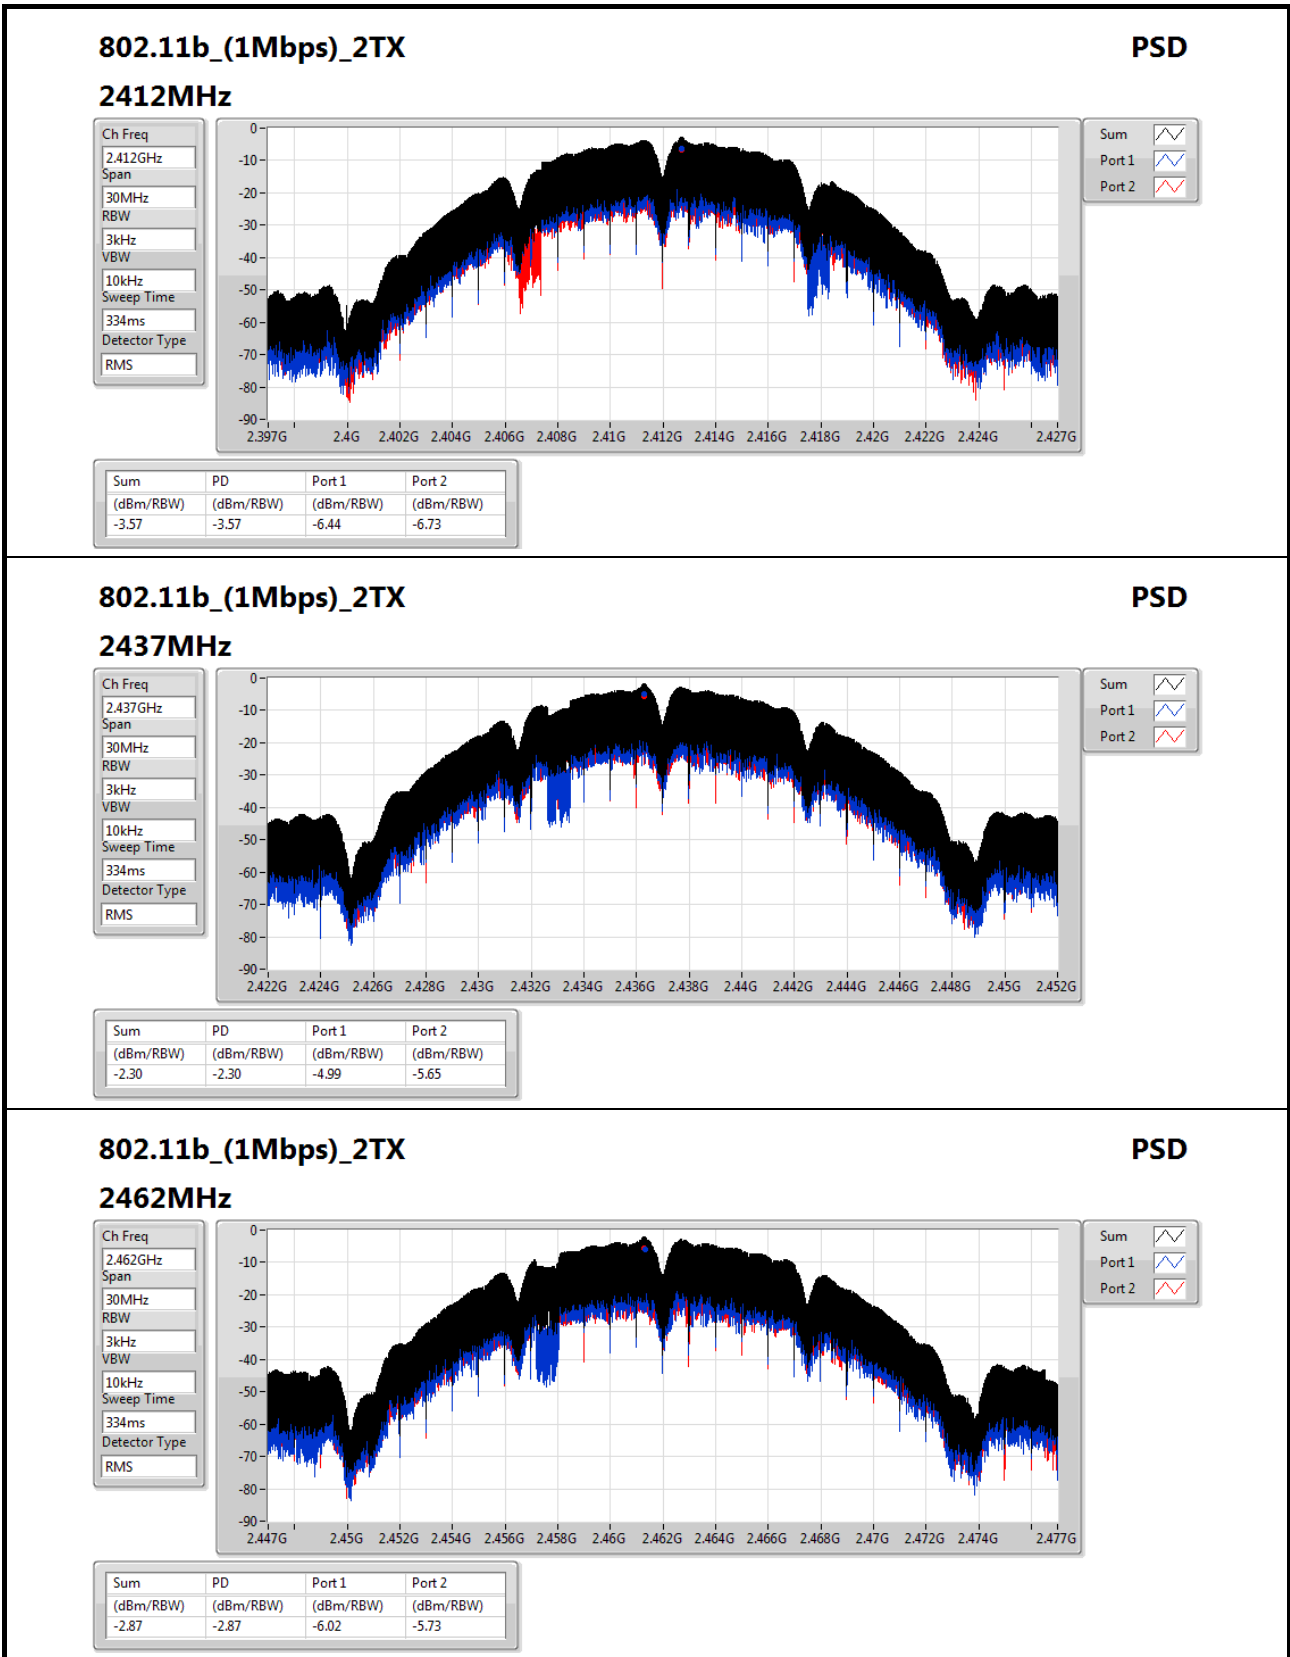 802.11b_(1Mbps)_2TX PSD
2412MHz
Ch Freq
2.412GHz
Span
30MHz
RBW
3kHz
VBW
10kHz
Sweep Time
334ms
Detector Type
RMS
0
-10
-20
-30
-40
-50
-60
-70
-80
-90
2.397G 2.4G 2.402G 2.404G 2.406G 2.408G 2.41G 2.412G 2.414G 2.416G 2.418G 2.42G 2.422G 2.424G 2.427G
Sum
Port 1
Port 2
Sum PD Port 1 Port 2
(dBm/RBW) (dBm/RBW) (dBm/RBW) (dBm/RBW)
-3.57 -3.57 -6.44 -6.73
802.11b_(1Mbps)_2TX PSD
2437MHz
Ch Freq
2.437GHz
Span
30MHz
RBW
3kHz
VBW
10kHz
Sweep Time
334ms
Detector Type
RMS
0
-10
-20
-30
-40
-50
-60
-70
-80
-90
2.422G 2.424G 2.426G 2.428G 2.43G 2.432G 2.434G 2.436G 2.438G 2.44G 2.442G 2.444G 2.446G 2.448G 2.45G 2.452G
Sum
Port 1
Port 2
Sum PD Port 1 Port 2
(dBm/RBW) (dBm/RBW) (dBm/RBW) (dBm/RBW)
-2.30 -2.30 -4.99 -5.65
802.11b_(1Mbps)_2TX PSD
2462MHz
Ch Freq
2.462GHz
Span
30MHz
RBW
3kHz
VBW
10kHz
Sweep Time
334ms
Detector Type
RMS
0
-10
-20
-30
-40
-50
-60
-70
-80
-90
2.447G 2.45G 2.452G 2.454G 2.456G 2.458G 2.46G 2.462G 2.464G 2.466G 2.468G 2.47G 2.472G 2.474G 2.477G
Sum
Port 1
Port 2
Sum PD Port 1 Port 2
(dBm/RBW) (dBm/RBW) (dBm/RBW) (dBm/RBW)
-2.87 -2.87 -6.02 -5.73